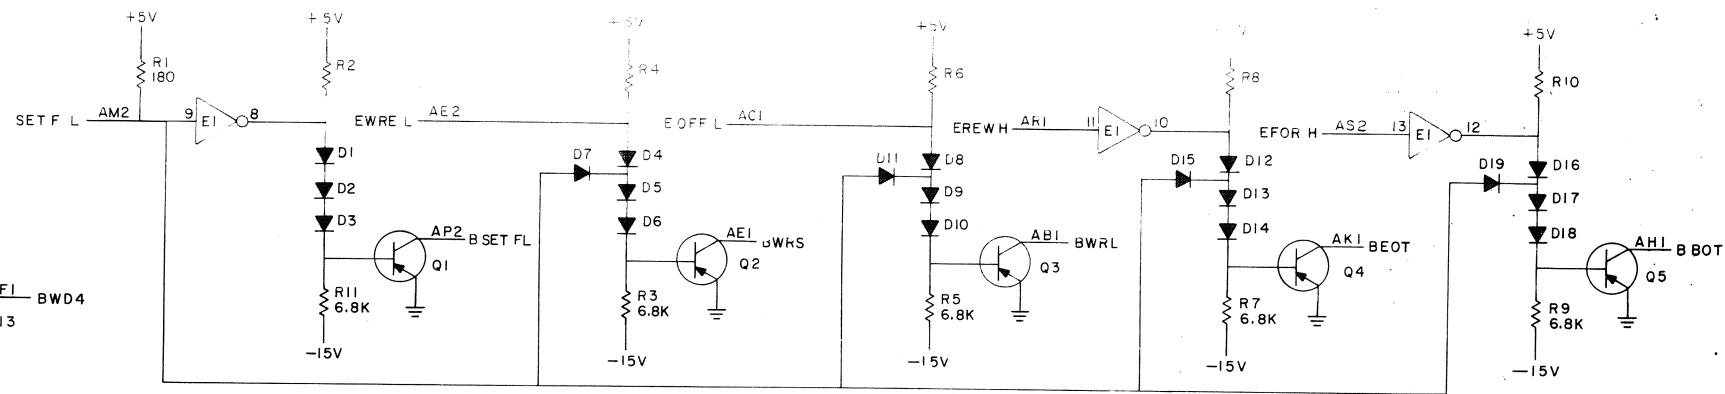 +5V
R1
180
SET F L
AM2
9
E1
8
+5V
R2
D1
D2
D3
AP2
B SET FL
Q1
R11
6.8K
-15V
F1
BWD4
13
EWRE L
AE2
+5V
R4
D7
D4
D5
D6
AE1
BWRS
Q2
R3
6.8K
-15V
E OFF L
AC1
+5V
R6
D11
D8
D9
D10
AB1
BWRL
Q3
R5
6.8K
-15V
EREW H
AR1
11
E1
10
V
R8
D15
D12
D13
D14
AK1
BEOT
Q4
R7
6.8K
-15V
EFOR H
AS2
13
E1
12
+5V
R10
D19
D16
D17
D18
AH1
B BOT
Q5
R9
6.8K
-15V